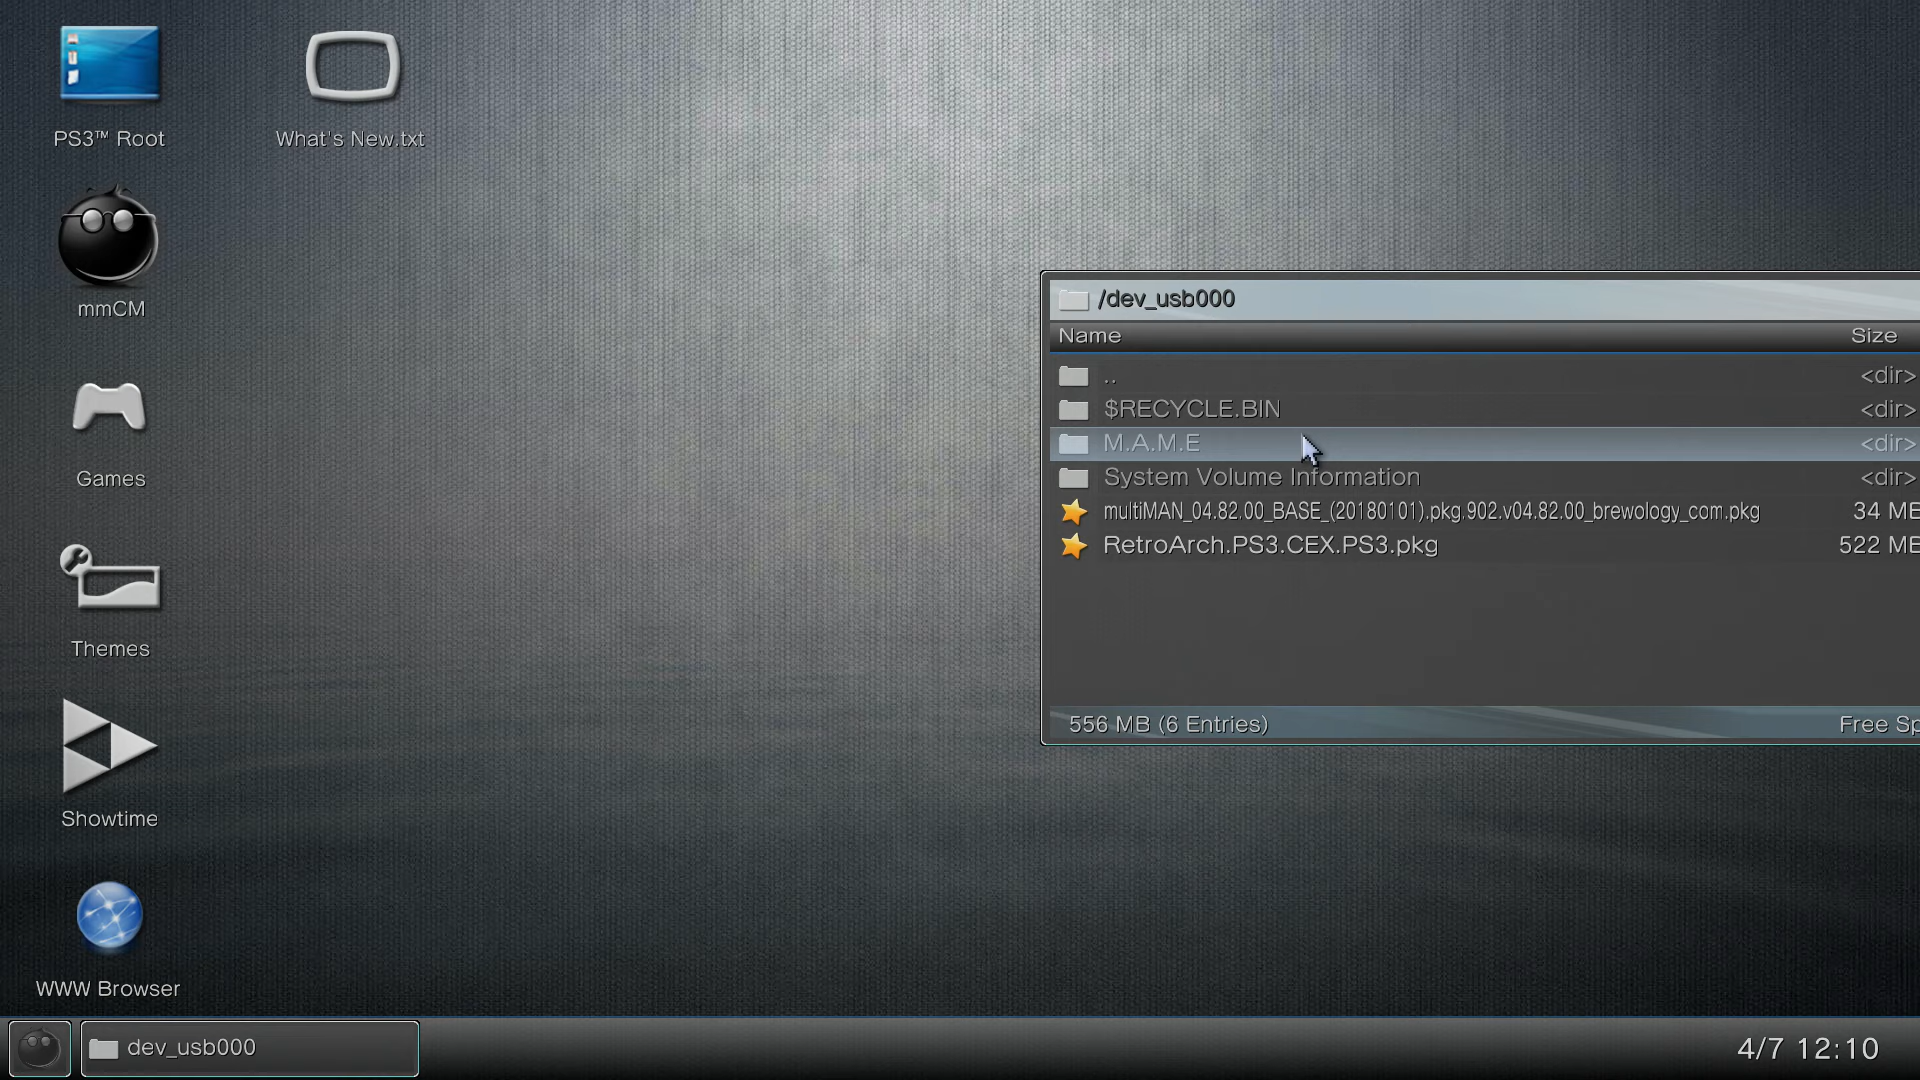 PS3™ Root
What's New.txt
mmCM
Games
Themes
Showtime
WWW Browser
/dev_usb000
Name Size
.. <dir>
$RECYCLE.BIN <dir>
M.A.M.E <dir>
System Volume Information <dir>
multiMAN_04.82.00_BASE_(20180101).pkg.902.v04.82.00_brewology_com.pkg 34 MB
RetroArch.PS3.CEX.PS3.pkg 522 MB
556 MB (6 Entries) Free Sp
dev_usb000
4/7 12:10